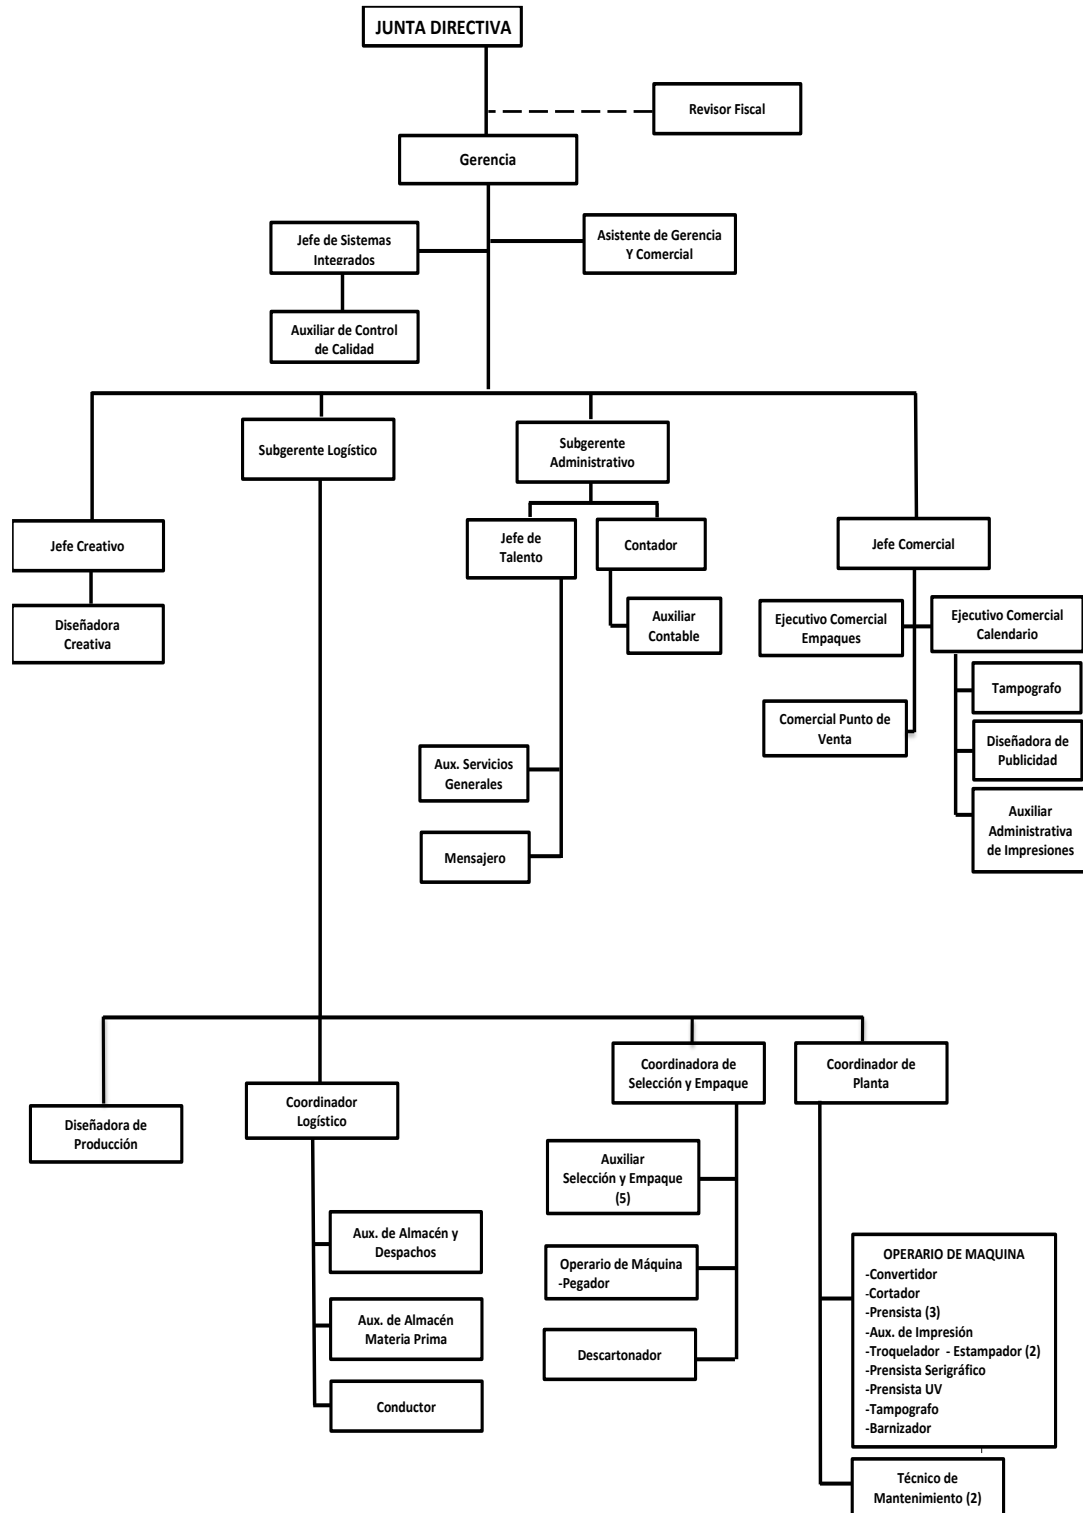 JUNTA DIRECTIVA
Revisor Fiscal
Gerencia
Jefe de Sistemas
Integrados
Asistente de Gerencia
Y Comercial
Auxiliar de Control
de Calidad
Subgerente Logístico
Subgerente
Administrativo
Jefe Creativo
Jefe de
Talento
Contador
Jefe Comercial
Diseñadora
Creativa
Auxiliar
Contable
Ejecutivo Comercial
Empaques
Ejecutivo Comercial
Calendario
Tampografo
Comercial Punto de
Venta
Diseñadora de
Publicidad
Aux. Servicios
Generales
Auxiliar
Administrativa
de Impresiones
Mensajero
Coordinadora de
Selección y Empaque
Coordinador de
Planta
Coordinador
Logístico
Diseñadora de
Producción
Auxiliar
Selección y Empaque
(5)
Aux. de Almacén y
Despachos
Operario de Máquina
-Pegador
Aux. de Almacén
Materia Prima
Descartonador
Conductor
OPERARIO DE MAQUINA
-Convertidor
-Cortador
-Prensista (3)
-Aux. de Impresión
-Troquelador - Estampador (2)
-Prensista Serigráfico
-Prensista UV
-Tampografo
-Barnizador
Técnico de
Mantenimiento (2)